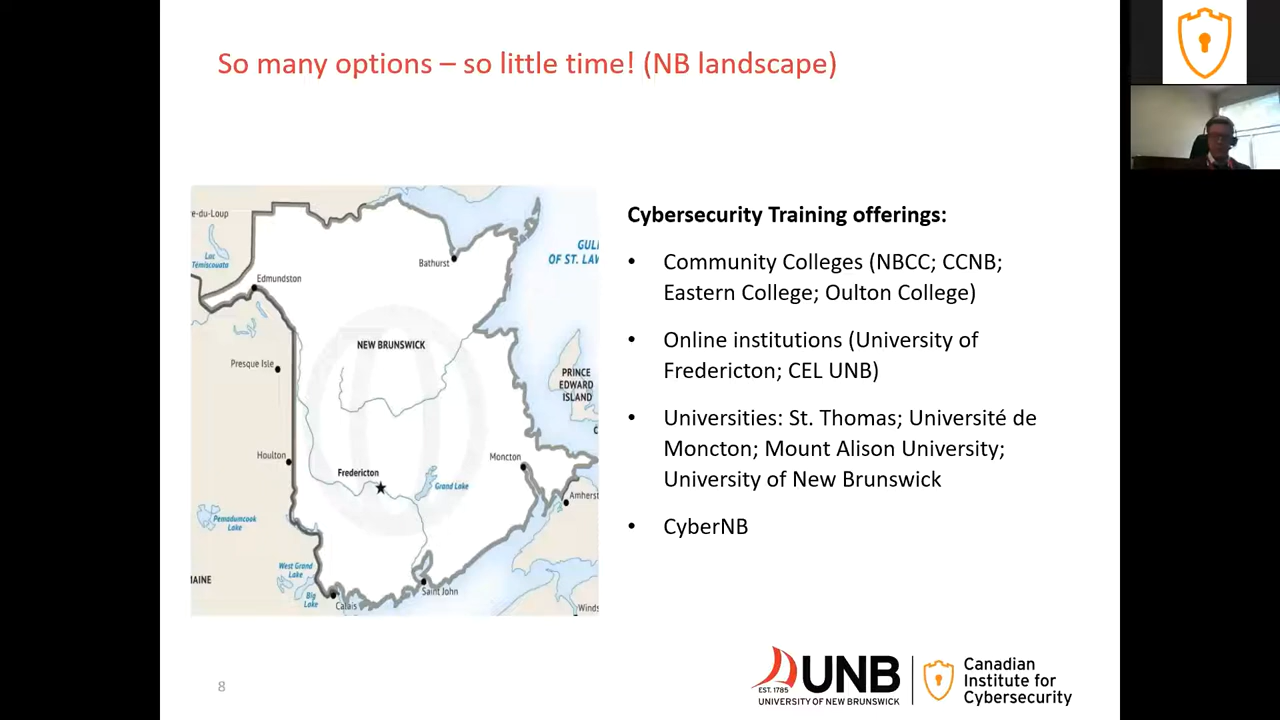 So many options – so little time! (NB landscape)
e-du-Loup
Lac
Témiscouata
Edmundston
Bathurst
GUL
OF ST. LAW
NEW BRUNSWICK
Presque Isle
PRINCE
EDWARD
ISLAND
Houlton
Fredericton
Moncton
Grand Lake
Amherst
Pemadumcook
Lake
West Grand
Lake
AINE
Big
Lake
Calais
Saint John
Winds
Cybersecurity Training offerings:
• Community Colleges (NBCC; CCNB;
Eastern College; Oulton College)
• Online institutions (University of
Fredericton; CEL UNB)
• Universities: St. Thomas; Université de
Moncton; Mount Alison University;
University of New Brunswick
• CyberNB
8
EST. 1785
UNB
UNIVERSITY OF NEW BRUNSWICK
Canadian
Institute for
Cybersecurity